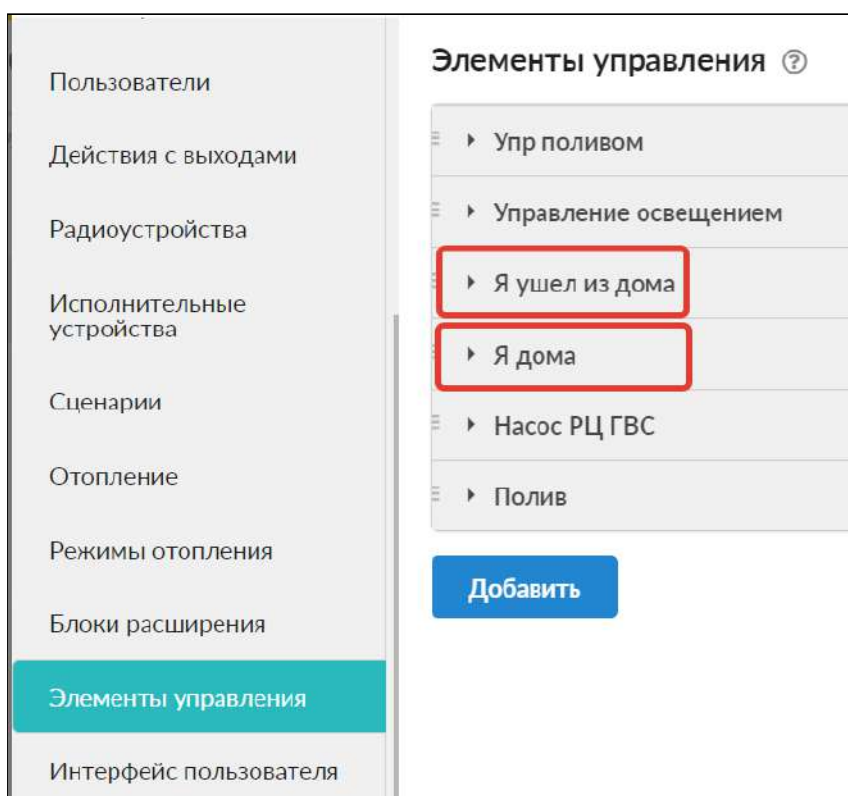 Пользователи
Действия с выходами
Радиоустройства
Исполнительные
устройства
Сценарии
Отопление
Режимы отопления
Блоки расширения
Элементы управления
Интерфейс пользователя
Элементы управления ?
Упр поливом
Управление освещением
Я ушел из дома
Я дома
Насос РЦ ГВС
Полив
Добавить